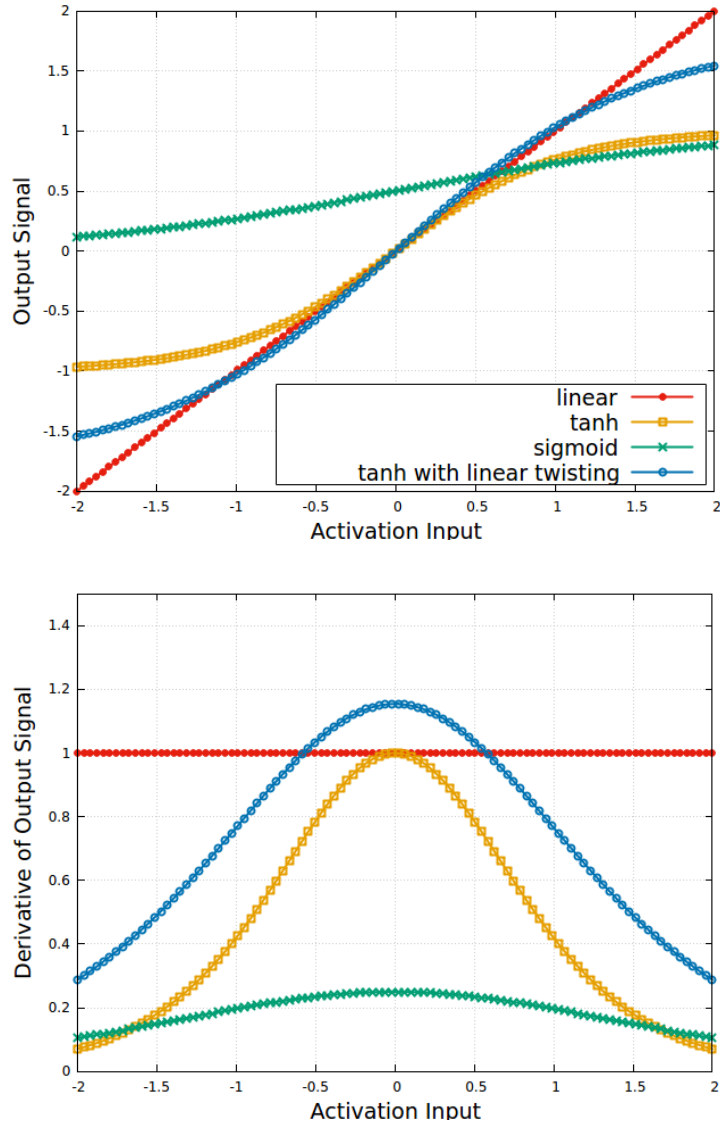 2
1.5
1
0.5
0
-0.5
-1
-1.5
-2
Output Signal
linear
tanh
sigmoid
tanh with linear twisting
-2 -1.5 -1 -0.5 0 0.5 1 1.5 2
Activation Input
1.4
1.2
1
0.8
0.6
0.4
0.2
0
Derivative of Output Signal
-2 -1.5 -1 -0.5 0 0.5 1 1.5 2
Activation Input